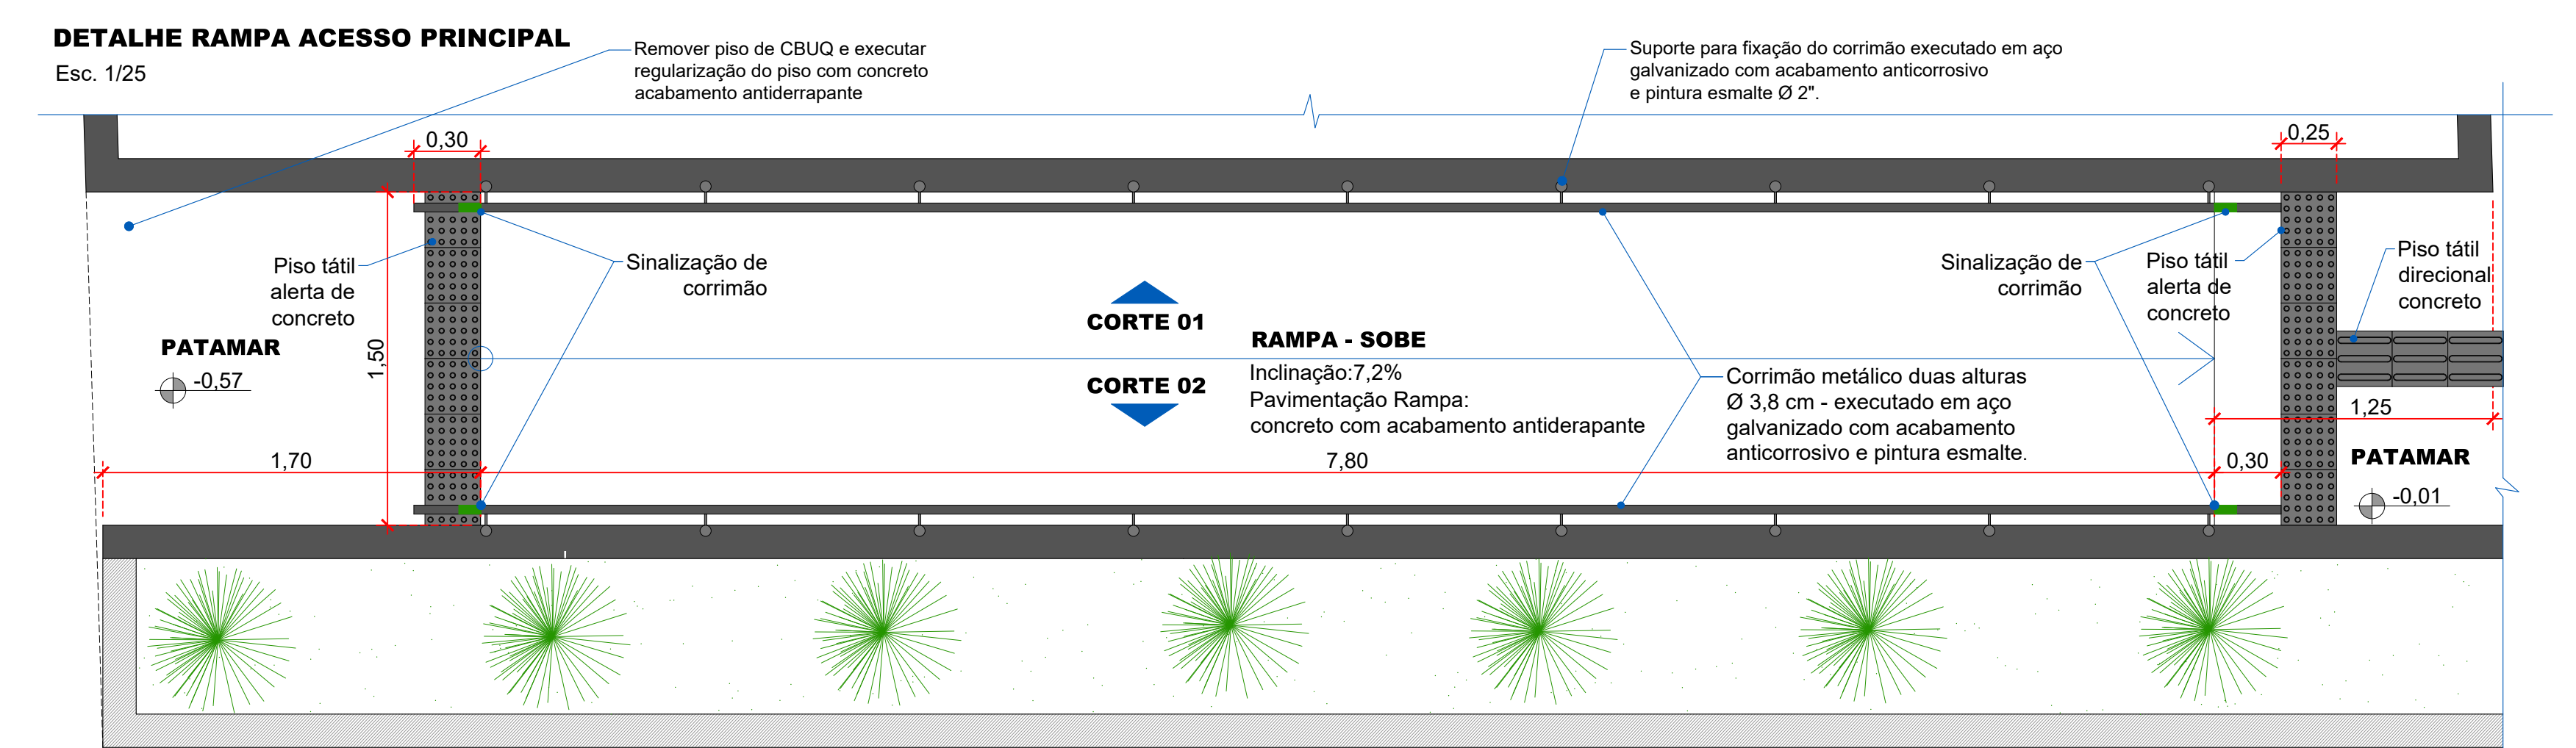 DETALHE RAMPA ACESSO PRINCIPAL
Esc. 1/25
Remover piso de CBUQ e executar
regularização do piso com concreto
acabamento antiderrapante
Suporte para fixação do corrimão executado em aço
galvanizado com acabamento anticorrosivo
e pintura esmalte Ø 2".
0,30
0,25
Piso tátil
alerta de
concreto
Sinalização de
corrimão
Sinalização de
corrimão
Piso tátil
alerta de
concreto
Piso tátil
direcional
concreto
PATAMAR
-0,57
1,50
CORTE 01
CORTE 02
RAMPA - SOBE
Inclinação:7,2%
Pavimentação Rampa:
concreto com acabamento antiderapante
Corrimão metálico duas alturas
Ø 3,8 cm - executado em aço
galvanizado com acabamento
anticorrosivo e pintura esmalte.
1,25
1,70
7,80
0,30
PATAMAR
-0,01